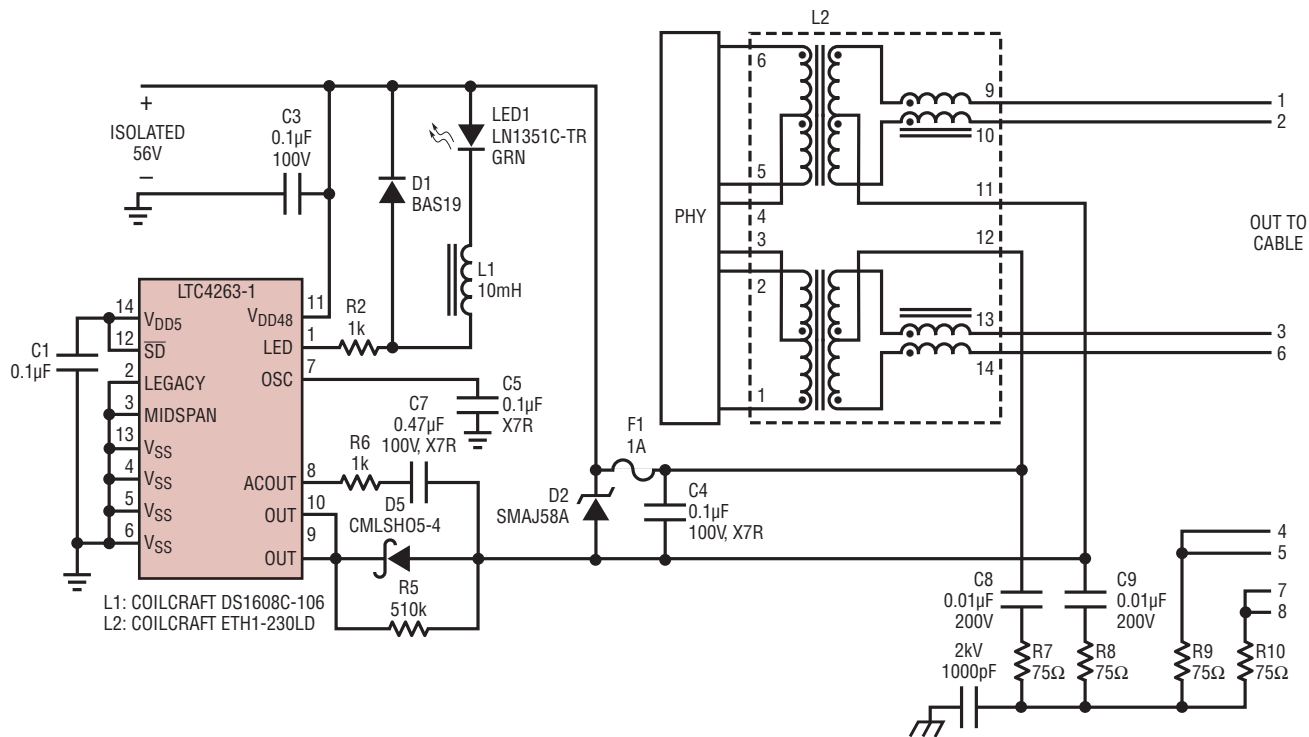 L2
+
ISOLATED
56V
–
C3
0.1µF
100V
LED1
LN1351C-TR
GRN
D1
BAS19
L1
10mH
PHY
6
5
4
3
2
1
9
10
11
12
13
14
1
2
OUT TO
CABLE
3
6
LTC4263-1
14
VDD5
12
SD
2
LEGACY
3
MIDSPAN
13
VSS
4
VSS
5
VSS
6
VSS
VDD48
11
LED
1
OSC
7
ACOUT
8
OUT
10
OUT
9
C1
0.1µF
R2
1k
C5
0.1µF
X7R
C7
0.47µF
100V, X7R
R6
1k
D5
CMLSHO5-4
R5
510k
F1
1A
D2
SMAJ58A
C4
0.1µF
100V, X7R
L1: COILCRAFT DS1608C-106
L2: COILCRAFT ETH1-230LD
C8
0.01µF
200V
C9
0.01µF
200V
4
5
7
8
2kV
1000pF
R7
75Ω
R8
75Ω
R9
75Ω
R10
75Ω